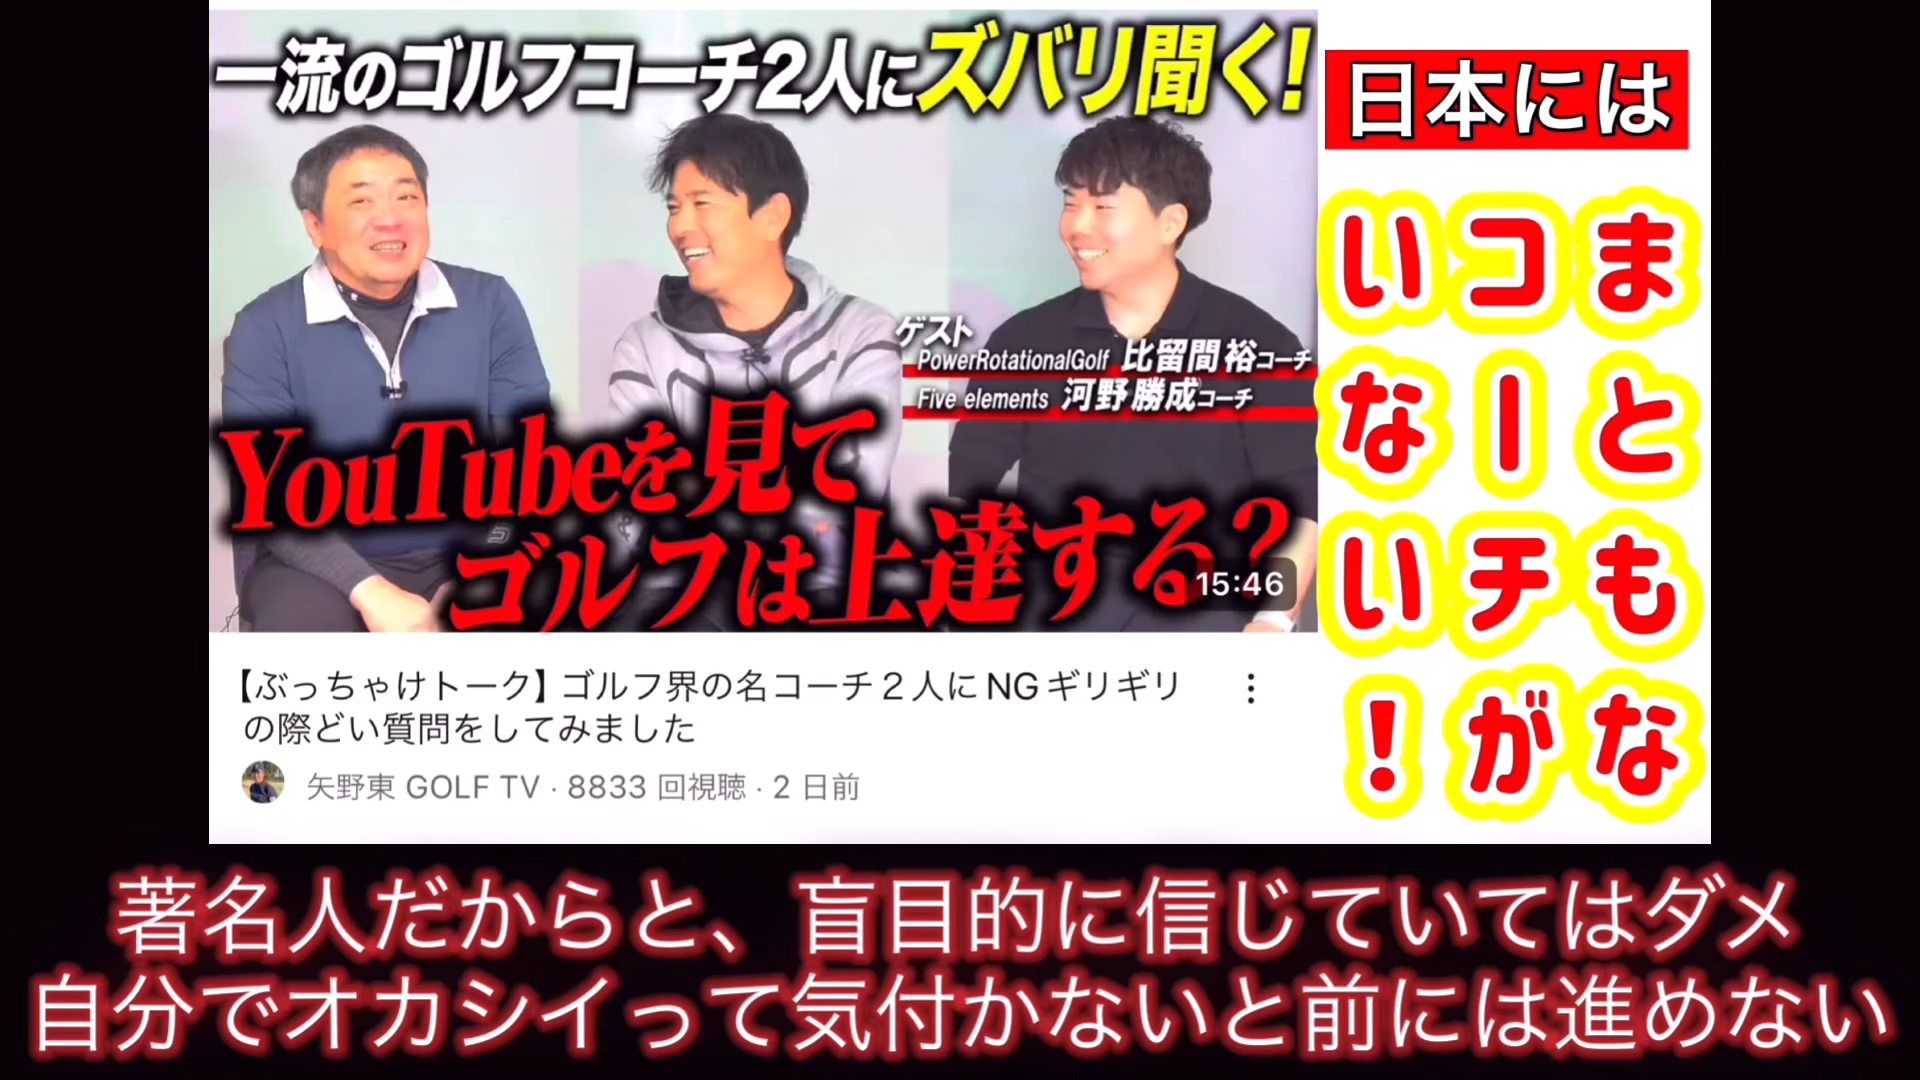 一流のゴルフコーチ2人にズバリ聞く!
ゲスト
PowerRotationalGolf 比留間 裕コーチ
Five elements 河野 勝成コーチ
YouTubeを見て
ゴルフは上達する?
15:46
日本には
まともな
コーチが
いない!
【ぶっちゃけトーク】ゴルフ界の名コーチ2人にNGギリギリ
の際どい質問をしてみました
矢野東 GOLF TV・8833 回視聴・2 日前
著名人だからと、盲目的に信じていてはダメ
自分でオカシイって気付かないと前には進めない